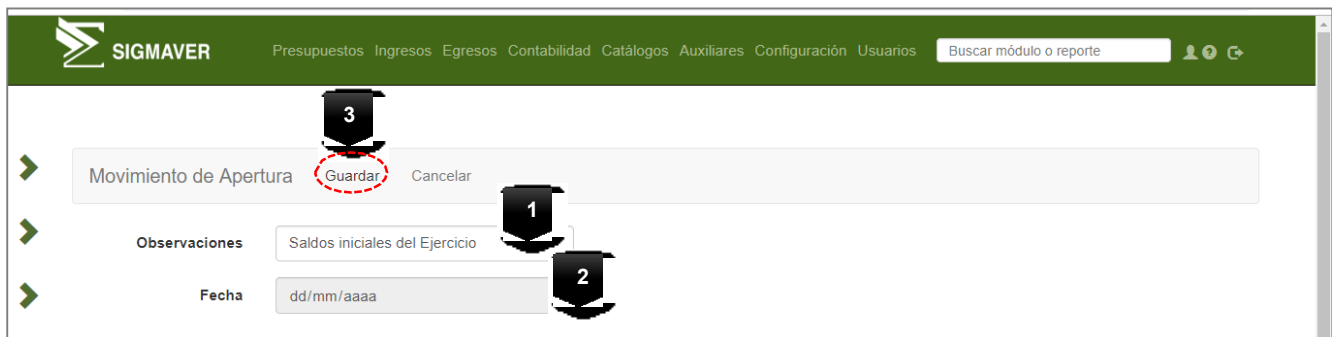 SIGMAVER Presupuestos Ingresos Egresos Contabilidad Catálogos Auxiliares Configuración Usuarios Buscar módulo o reporte
3
Movimiento de Apertura Guardar Cancelar
1
Observaciones Saldos iniciales del Ejercicio
2
Fecha dd/mm/aaaa